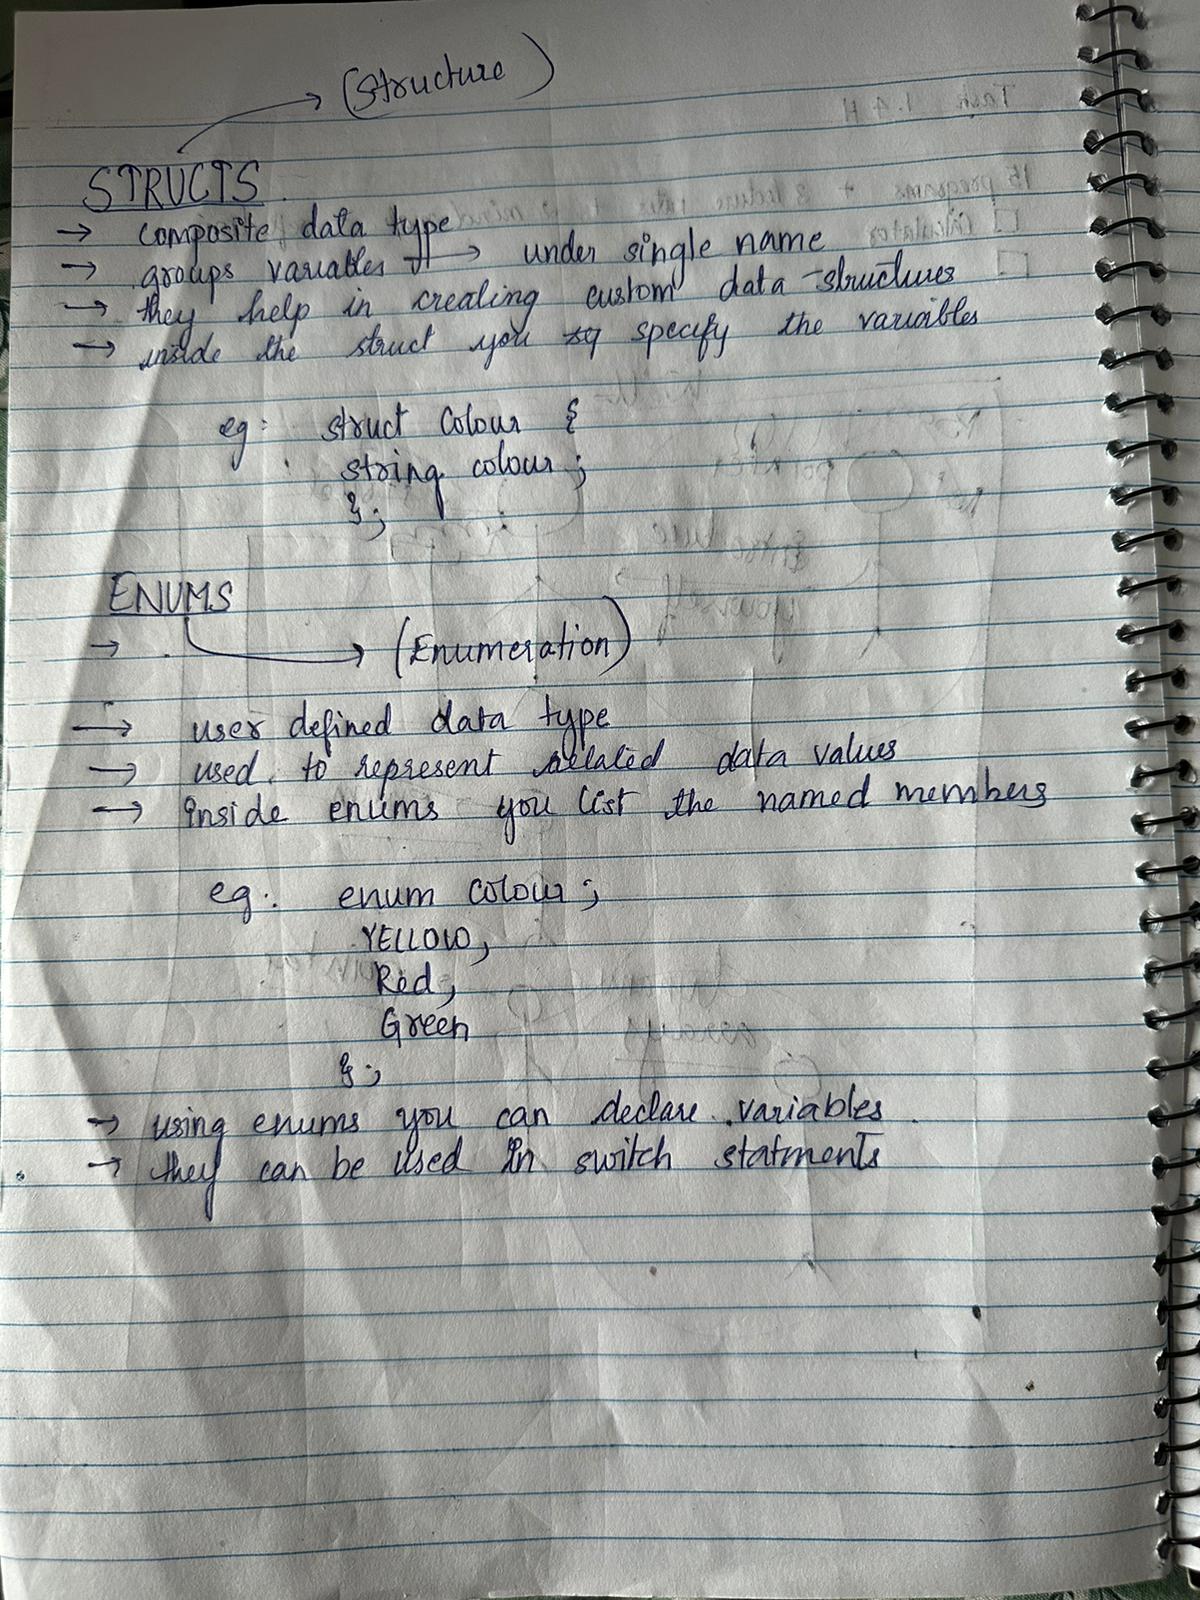 (Structure)
STRUCTS
→ composite data type
→ groups variables → under single name
→ they help in creating custom data structures
→ inside the struct you specify the variables
eg: struct Colour {
string colour;
};
ENUMS
→ (Enumeration)
→ user defined data type
→ used to represent related data values
→ Inside enums you list the named members
eg: enum colour;
YELLOW,
Red,
Green
};
→ using enums you can declare variables
→ they can be used in switch statments